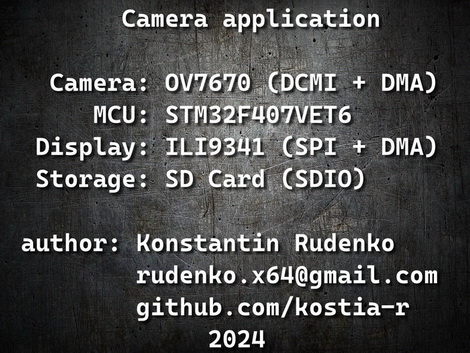 Camera application
Camera: OV7670 (DCMI + DMA)
MCU: STM32F407VET6
Display: ILI9341 (SPI + DMA)
Storage: SD Card (SDIO)
author: Konstantin Rudenko
rudenko.x64@gmail.com
github.com/kostia-r
2024